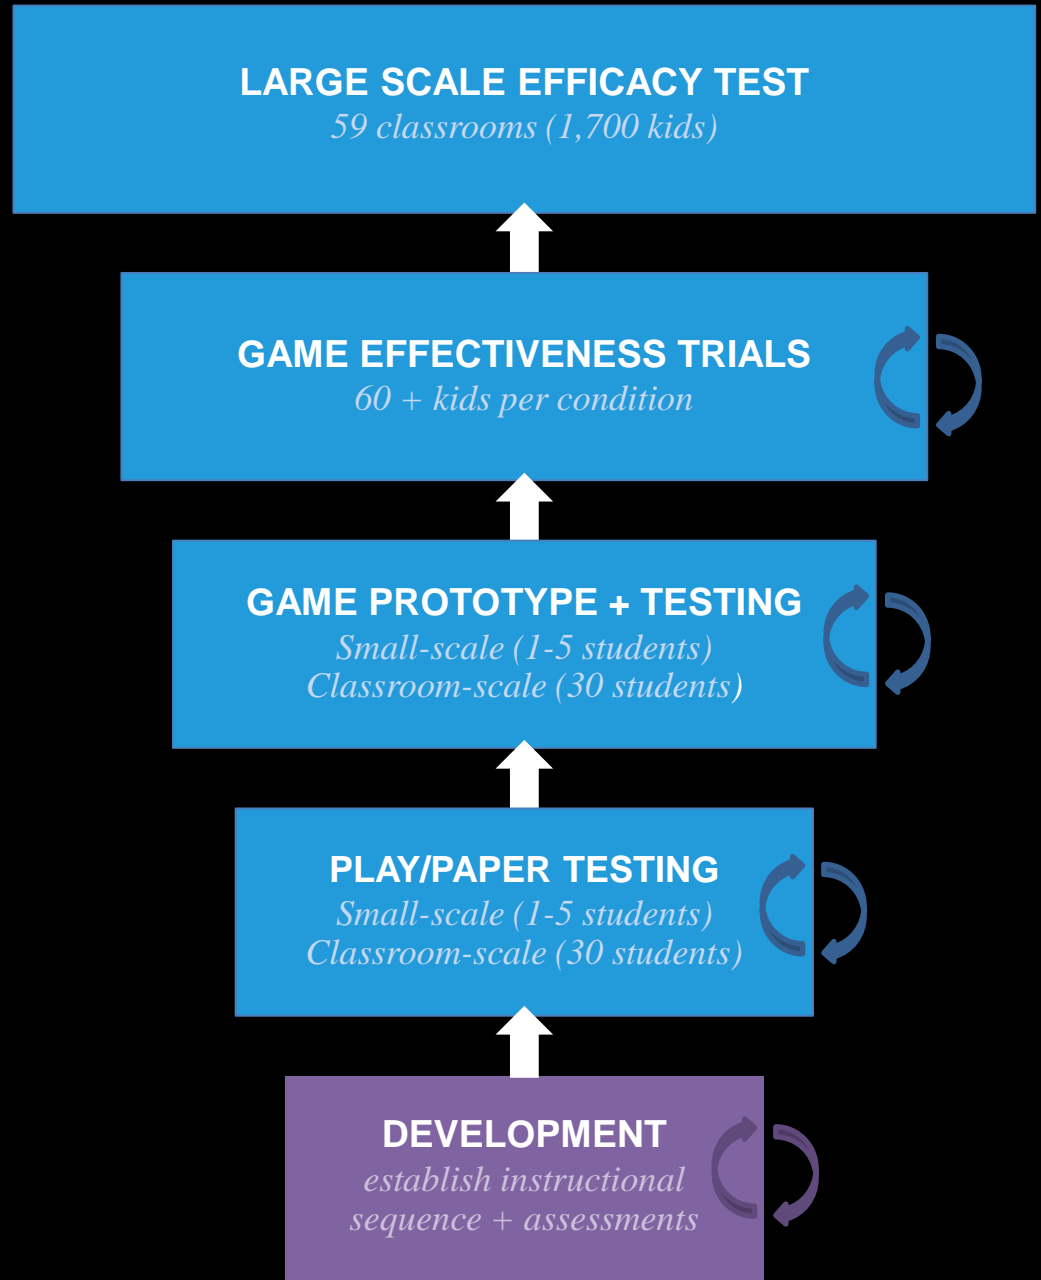 LARGE SCALE EFFICACY TEST
59 classrooms (1,700 kids)
GAME EFFECTIVENESS TRIALS
60 + kids per condition
GAME PROTOTYPE + TESTING
Small-scale (1-5 students)
Classroom-scale (30 students)
PLAY/PAPER TESTING
Small-scale (1-5 students)
Classroom-scale (30 students)
DEVELOPMENT
establish instructional
sequence + assessments